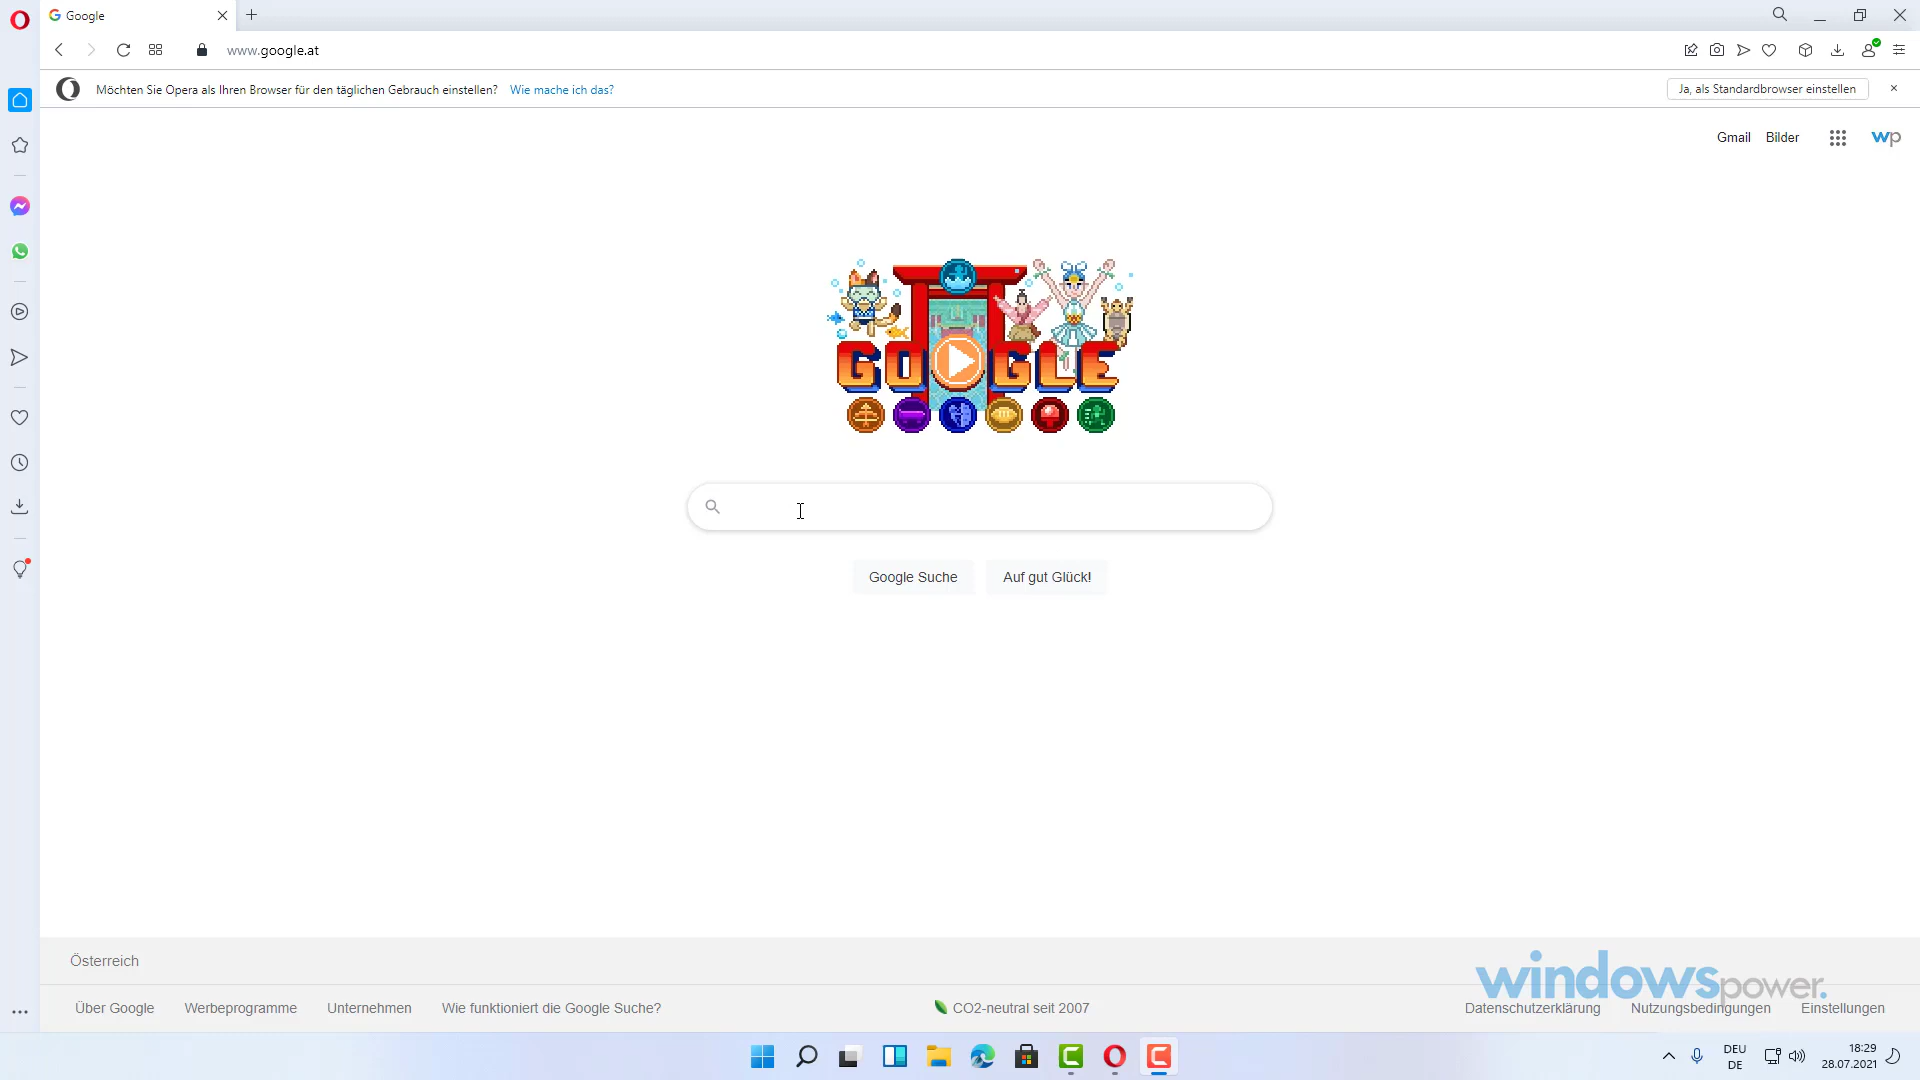 Google
www.google.at
Möchten Sie Opera als Ihren Browser für den täglichen Gebrauch einstellen? Wie mache ich das?
Ja, als Standardbrowser einstellen
Gmail Bilder
wp
GOOGLE
Google Suche
Auf gut Glück!
Österreich
windowspower.
Über Google Werbeprogramme Unternehmen Wie funktioniert die Google Suche? CO2-neutral seit 2007 Datenschutzerklärung Nutzungsbedingungen Einstellungen
DEU
DE
18:29
28.07.2021